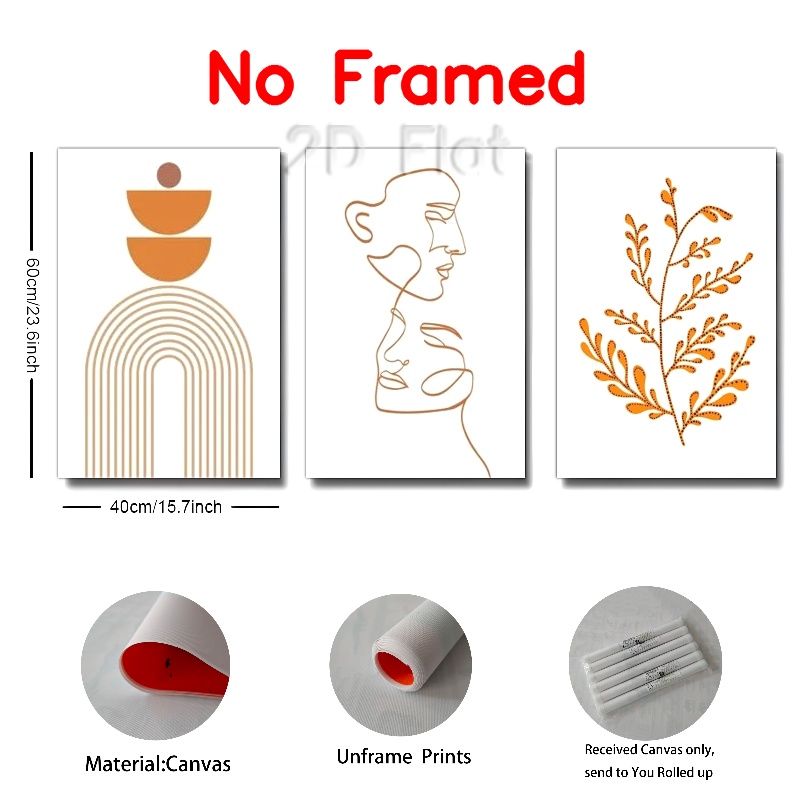 No Framed
2D Flat
60cm/23.6inch
40cm/15.7inch
Material:Canvas
Unframe Prints
Received Canvas only,
send to You Rolled up